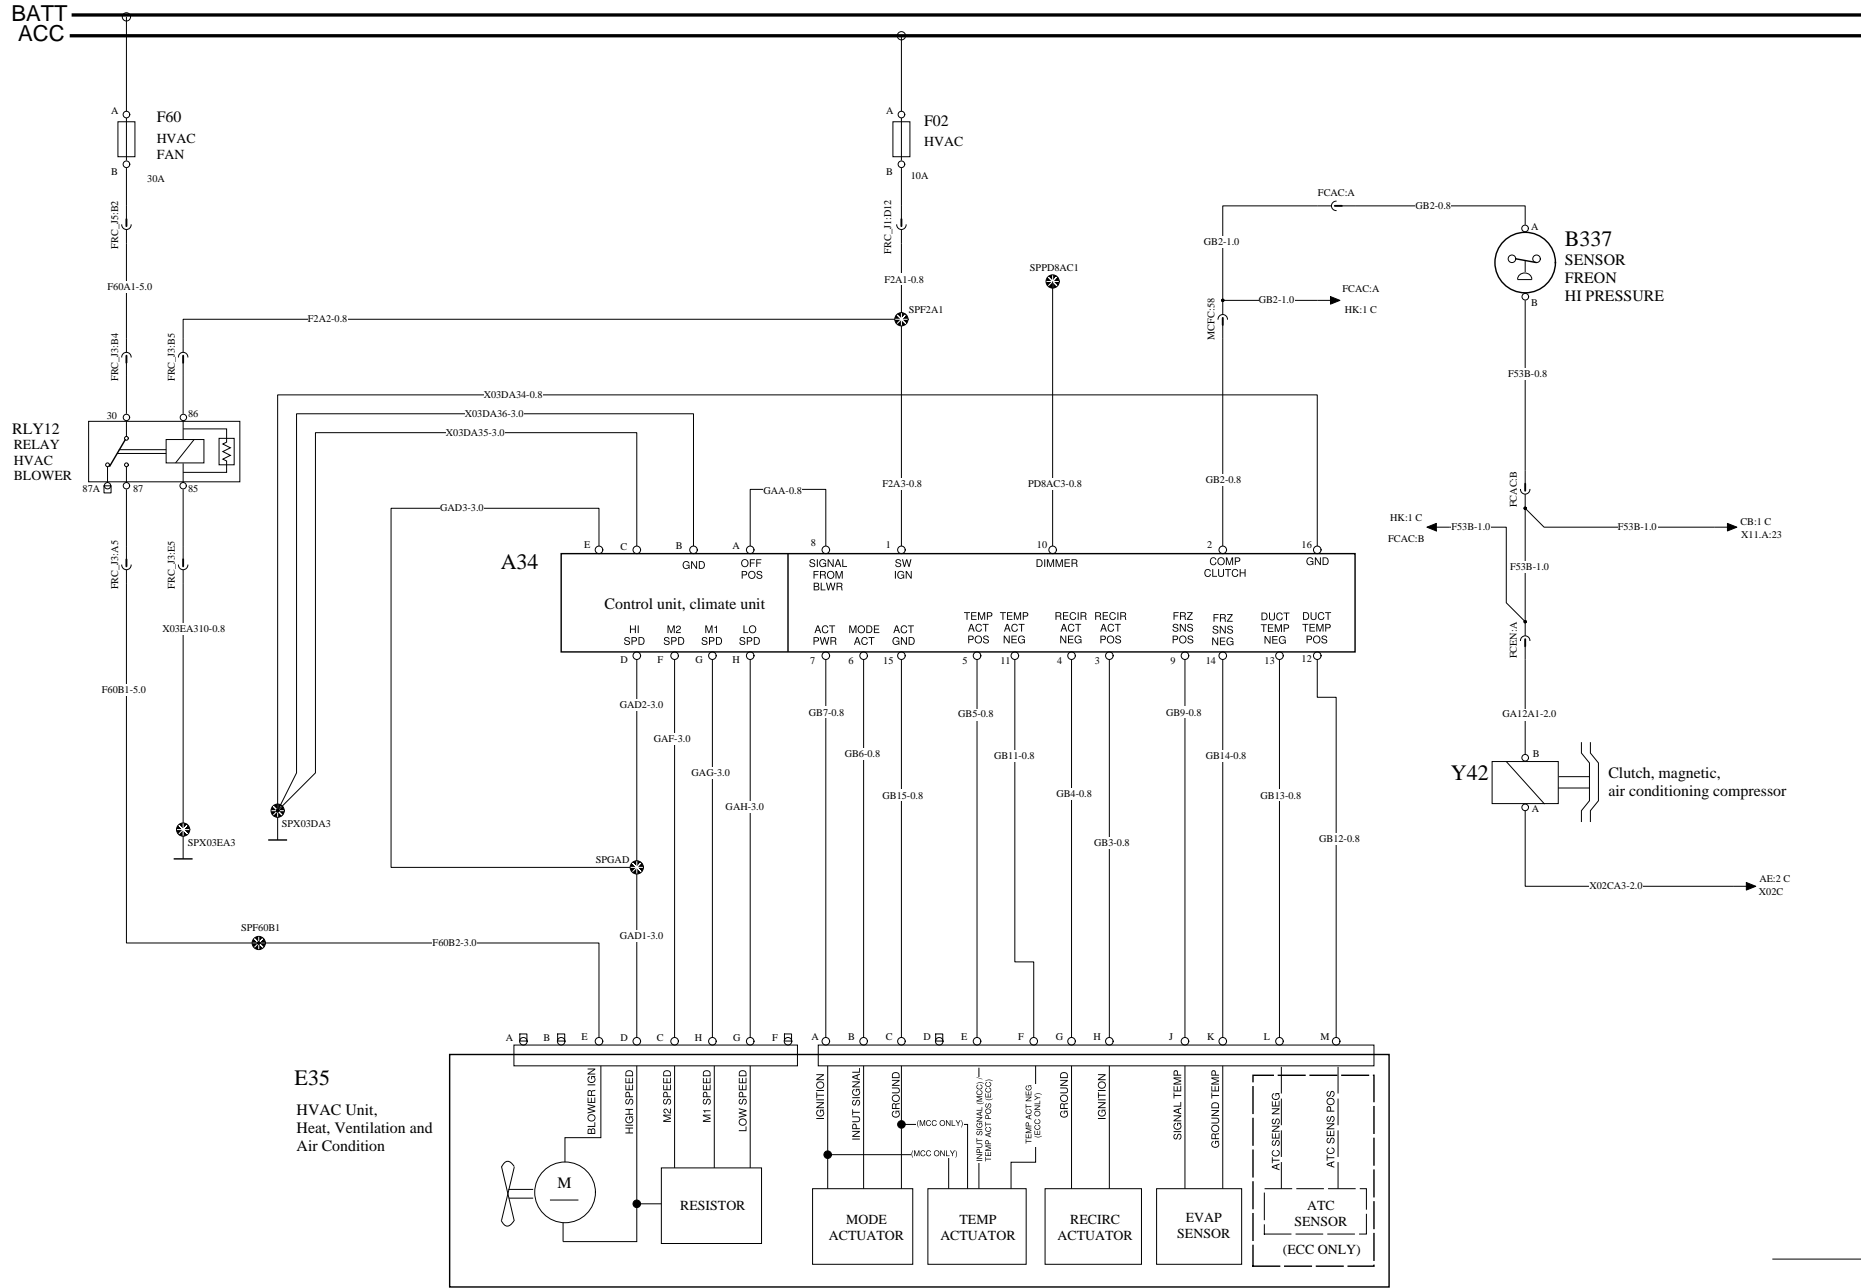 BATT
ACC
A
F60
HVAC
FAN
B
30A
FRC_J5:B2
F60A1-5.0
FRC_J3:B4
FRC_J3:B5
F2A2-0.8
A
F02
HVAC
B
10A
FRC_J1:D12
F2A1-0.8
SPF2A1
SPPD8AC1
FCAC:A
GB2-0.8
GB2-1.0
GB2-1.0
FCAC:A
HK:1 C
MCFC:58
A
B337
SENSOR
FREON
HI PRESSURE
B
F53B-0.8
X03DA34-0.8
X03DA36-3.0
X03DA35-3.0
30
86
RLY12
RELAY
HVAC
BLOWER
87A
87
85
FRC_J3:A5
FRC_J3:E5
GAD3-3.0
GAA-0.8
F2A3-0.8
PD8AC3-0.8
GB2-0.8
FCAC:B
HK:1 C
FCAC:B
F53B-1.0
F53B-1.0
CB:1 C
X11.A:23
F53B-1.0
FCEN:A
A34
E
C
B
A
8
1
10
2
16
GND
OFF
POS
SIGNAL
FROM
BLWR
SW
IGN
DIMMER
COMP
CLUTCH
GND
Control unit, climate unit
HI
SPD
M2
SPD
M1
SPD
LO
SPD
ACT
PWR
MODE
ACT
ACT
GND
TEMP
ACT
POS
TEMP
ACT
NEG
RECIR
ACT
NEG
RECIR
ACT
POS
FRZ
SNS
POS
FRZ
SNS
NEG
DUCT
TEMP
NEG
DUCT
TEMP
POS
D
F
G
H
7
6
15
5
11
4
3
9
14
13
12
X03EA310-0.8
F60B1-5.0
GAD2-3.0
GAF-3.0
GAG-3.0
GAH-3.0
GB7-0.8
GB6-0.8
GB15-0.8
GB5-0.8
GB11-0.8
GB4-0.8
GB3-0.8
GB9-0.8
GB14-0.8
GB13-0.8
GB12-0.8
GA12A1-2.0
B
Y42
Clutch, magnetic,
air conditioning compressor
A
X02CA3-2.0
AE:2 C
X02C
SPX03DA3
SPX03EA3
SPGAD
SPF60B1
F60B2-3.0
GAD1-3.0
A
B
E
D
C
H
G
F
A
B
C
D
E
F
G
H
J
K
L
M
E35
HVAC Unit,
Heat, Ventilation and
Air Condition
BLOWER IGN
HIGH SPEED
M2 SPEED
M1 SPEED
LOW SPEED
IGNITION
INPUT SIGNAL
GROUND
(MCC ONLY)
(MCC ONLY)
INPUT SIGNAL (MCC) /
TEMP ACT POS (ECC)
TEMP ACT NEG
(ECC ONLY)
GROUND
IGNITION
SIGNAL TEMP
GROUND TEMP
ATC SENS NEG
ATC SENS POS
M
RESISTOR
MODE
ACTUATOR
TEMP
ACTUATOR
RECIRC
ACTUATOR
EVAP
SENSOR
ATC
SENSOR
(ECC ONLY)